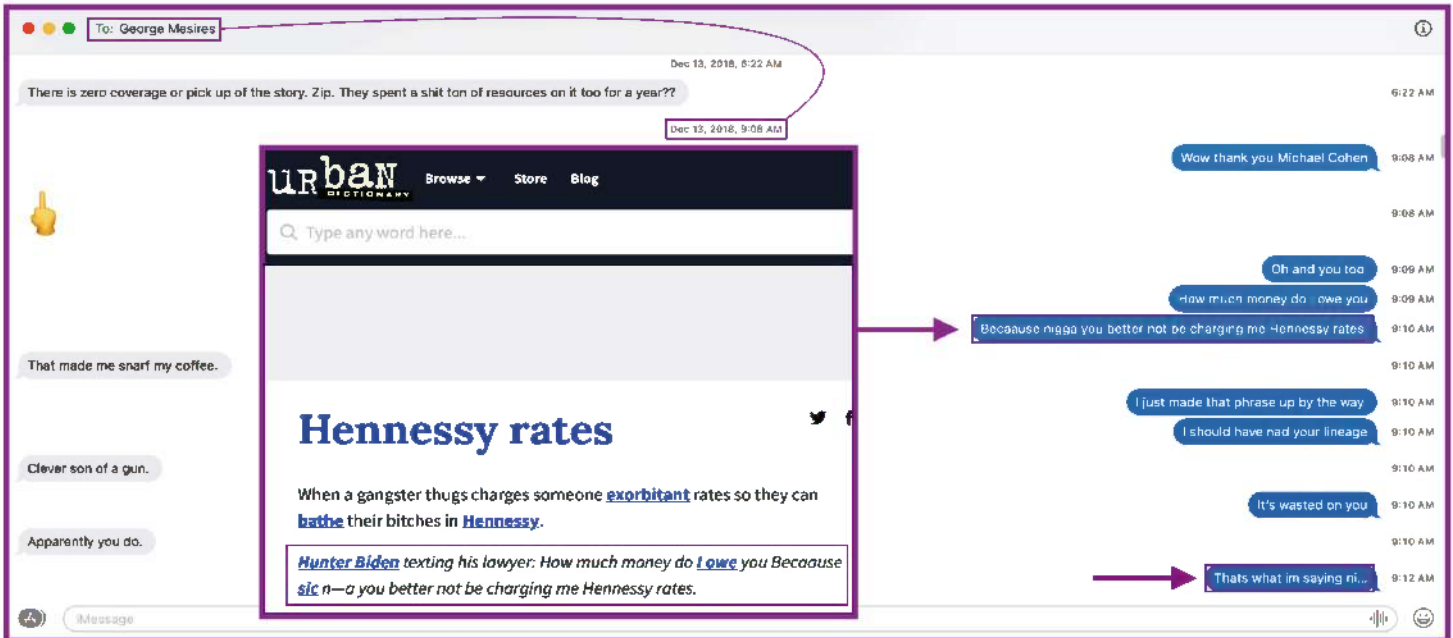 To: George Mesires
Dec 13, 2018, 6:22 AM
There is zero coverage or pick up of the story. Zip. They spent a shit ton of resources on it too for a year??
6:22 AM
Dec 13, 2018, 9:08 AM
Wow thank you Michael Cohen
9:08 AM
9:08 AM
Oh and you too
9:09 AM
How much money do I owe you
9:09 AM
Becaause nigga you better not be charging me Hennessy rates
9:10 AM
That made me snarf my coffee.
9:10 AM
I just made that phrase up by the way
9:10 AM
I should have had your lineage
9:10 AM
Clever son of a gun.
9:10 AM
It's wasted on you
9:10 AM
Apparently you do.
9:10 AM
Thats what im saying ni...
9:12 AM
iMessage
urban
DICTIONARY
Browse Store Blog
Type any word here...
Hennessy rates
When a gangster thugs charges someone exorbitant rates so they can
bathe their bitches in Hennessy.
Hunter Biden texting his lawyer: How much money do I owe you Becaause
sic n—a you better not be charging me Hennessy rates.